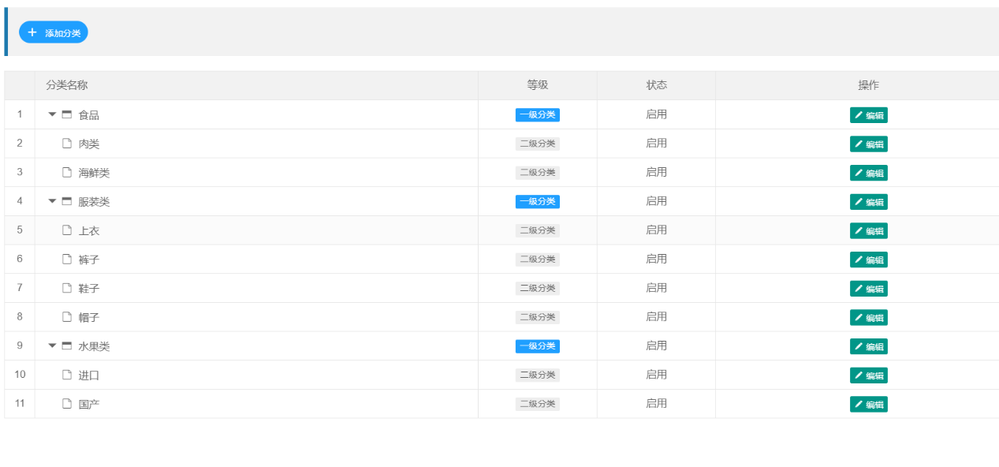 添加分类
分类名称 等级 状态 操作
1 食品 一级分类 启用 编辑
2 肉类 二级分类 启用 编辑
3 海鲜类 二级分类 启用 编辑
4 服装类 一级分类 启用 编辑
5 上衣 二级分类 启用 编辑
6 裤子 二级分类 启用 编辑
7 鞋子 二级分类 启用 编辑
8 帽子 二级分类 启用 编辑
9 水果类 一级分类 启用 编辑
10 进口 二级分类 启用 编辑
11 国产 二级分类 启用 编辑